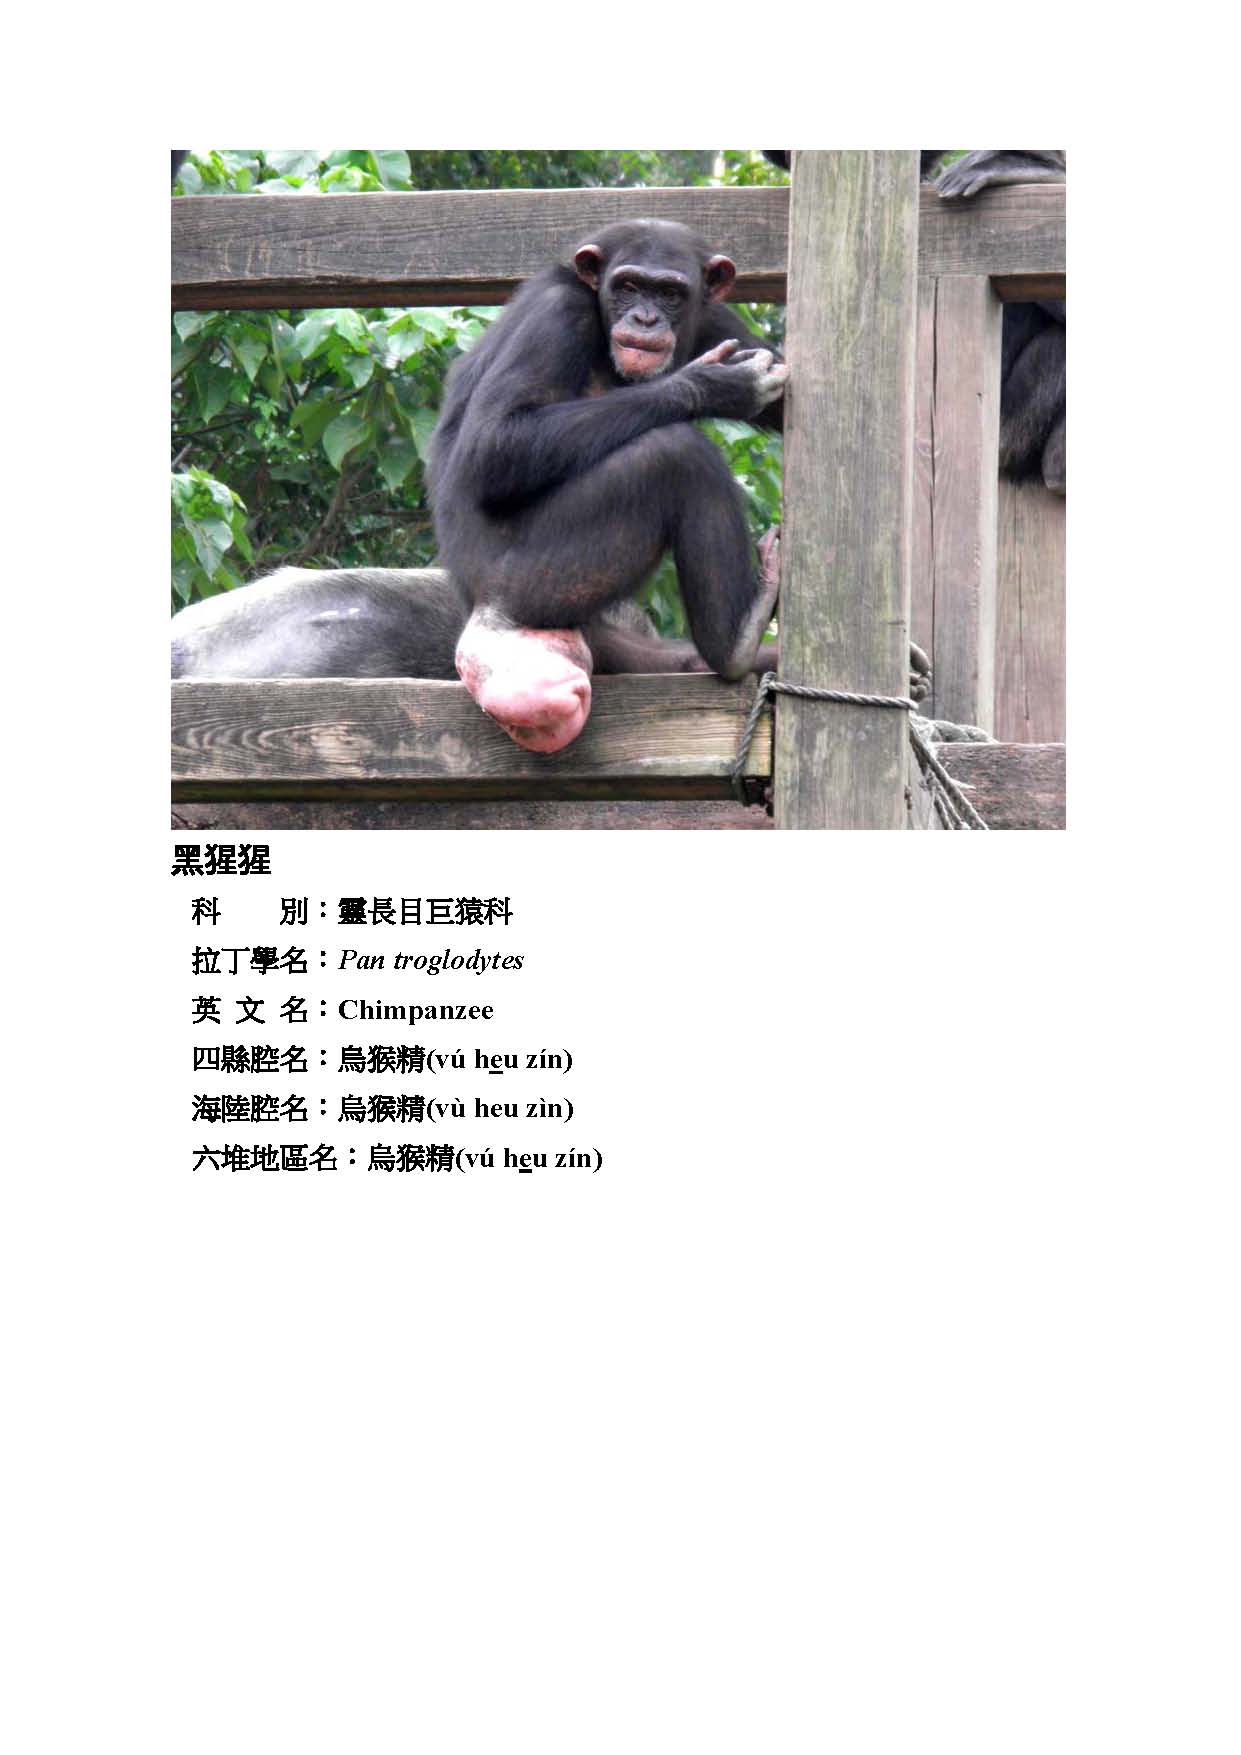 黑猩猩
科　　別：靈長目巨猿科
拉丁學名：Pan troglodytes
英 文 名：Chimpanzee
四縣腔名：烏猴精(vú heu zín)
海陸腔名：烏猴精(vù heu zìn)
六堆地區名：烏猴精(vú heu zín)